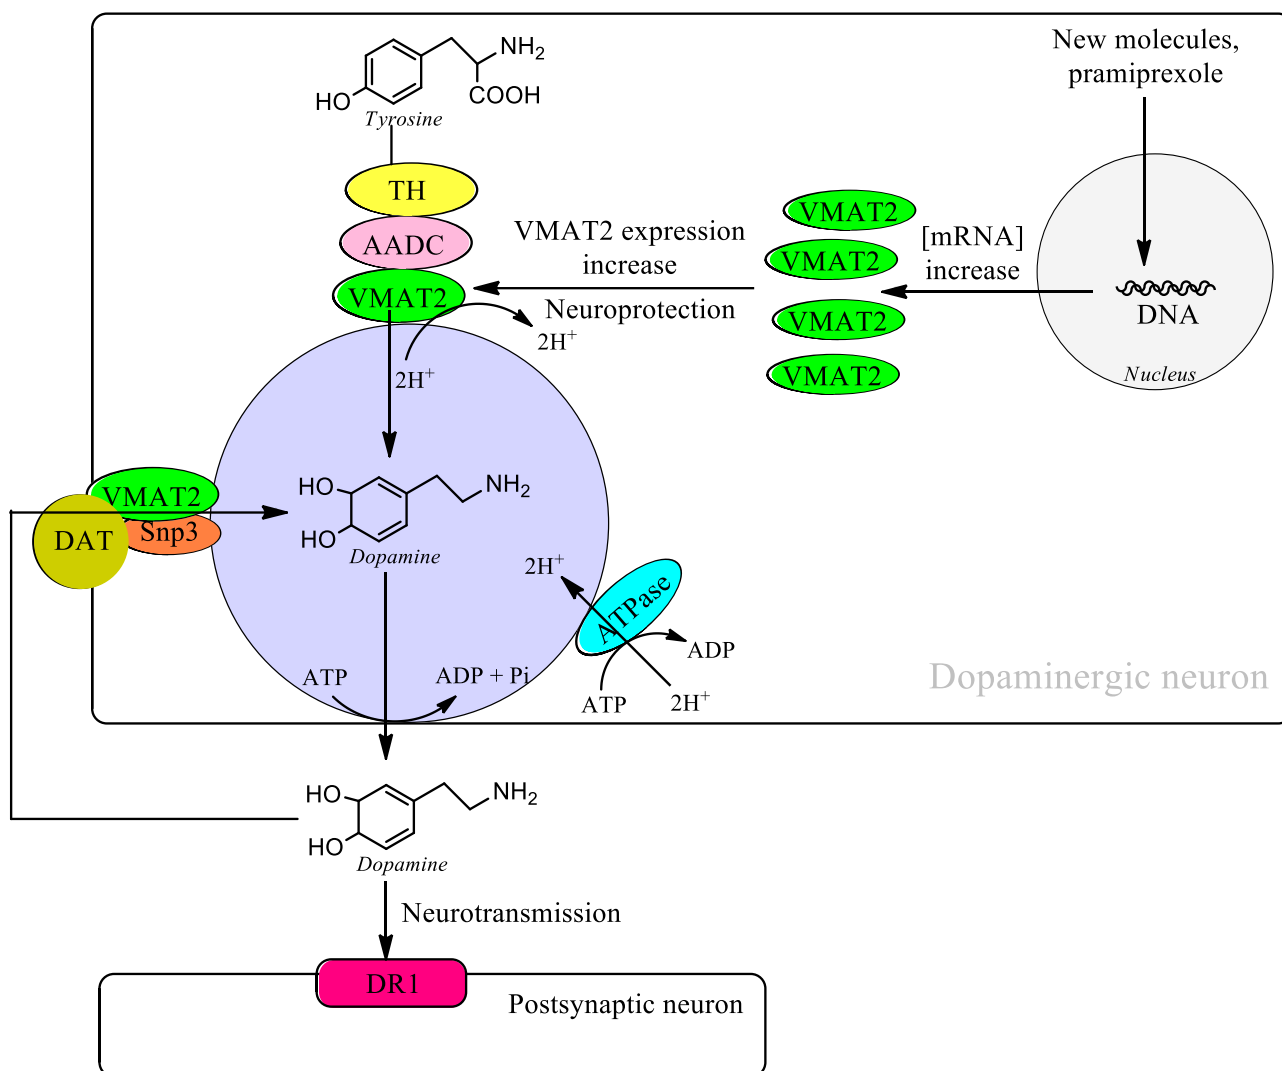 NH2
HO
COOH
Tyrosine
New molecules,
pramiprexole
TH
AADC
VMAT2
VMAT2 expression
increase
Neuroprotection
VMAT2
VMAT2
VMAT2
VMAT2
[mRNA]
increase
DNA
Nucleus
2H+
2H+
VMAT2
Snp3
DAT
HO
HO
NH2
Dopamine
2H+
ATPase
ADP
ATP
2H+
ATP
ADP + Pi
Dopaminergic neuron
HO
HO
NH2
Dopamine
Neurotransmission
DR1
Postsynaptic neuron